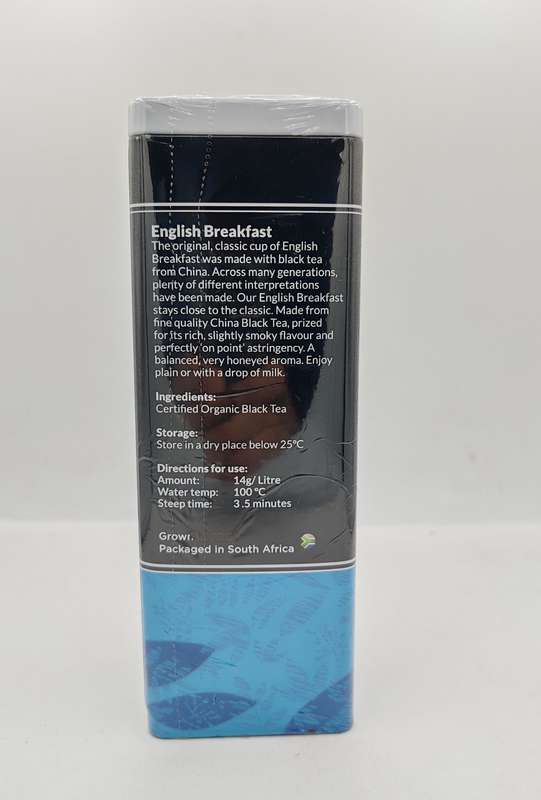 English Breakfast
The original, classic cup of English
Breakfast was made with black tea
from China. Across many generations,
plenty of different interpretations
have been made. Our English Breakfast
stays close to the classic. Made from
fine quality China Black Tea, prized
for its rich, slightly smoky flavour and
perfectly 'on point' astringency. A
balanced, very honeyed aroma. Enjoy
plain or with a drop of milk.
Ingredients:
Certified Organic Black Tea
Storage:
Store in a dry place below 25°C
Directions for use:
Amount: 14g/ Litre
Water temp: 100 °C
Steep time: 3 .5 minutes
Packaged in South Africa